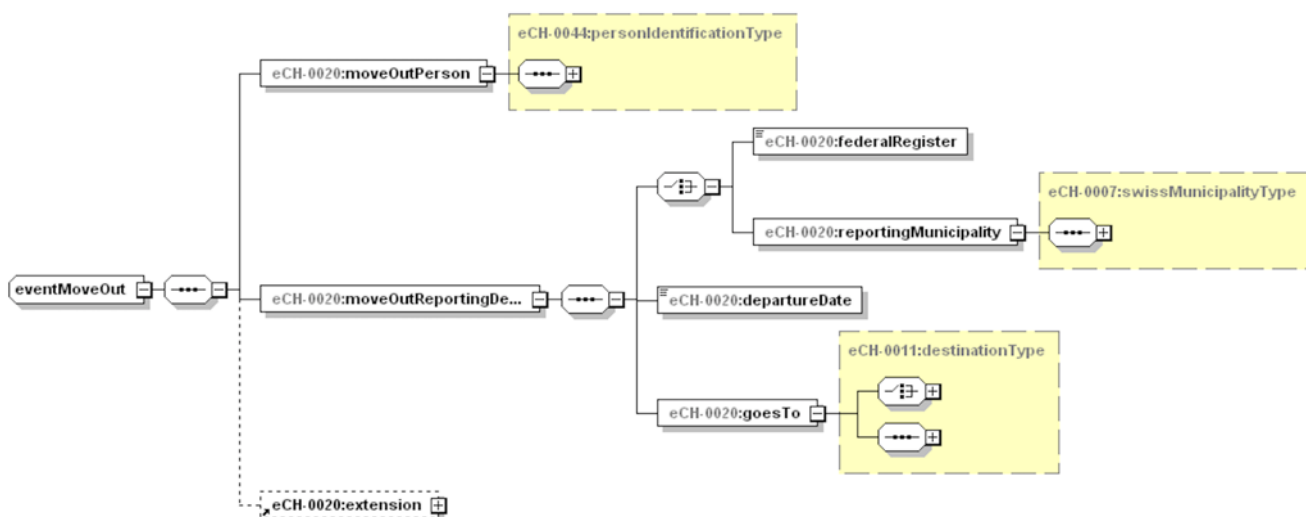 eCH-0044:personIdentificationType
eCH-0020:moveOutPerson
eCH-0020:federalRegister
eCH-0007:swissMunicipalityType
eCH-0020:reportingMunicipality
eventMoveOut
eCH-0020:moveOutReportingDe...
eCH-0020:departureDate
eCH-0011:destinationType
eCH-0020:goesTo
eCH-0020:extension